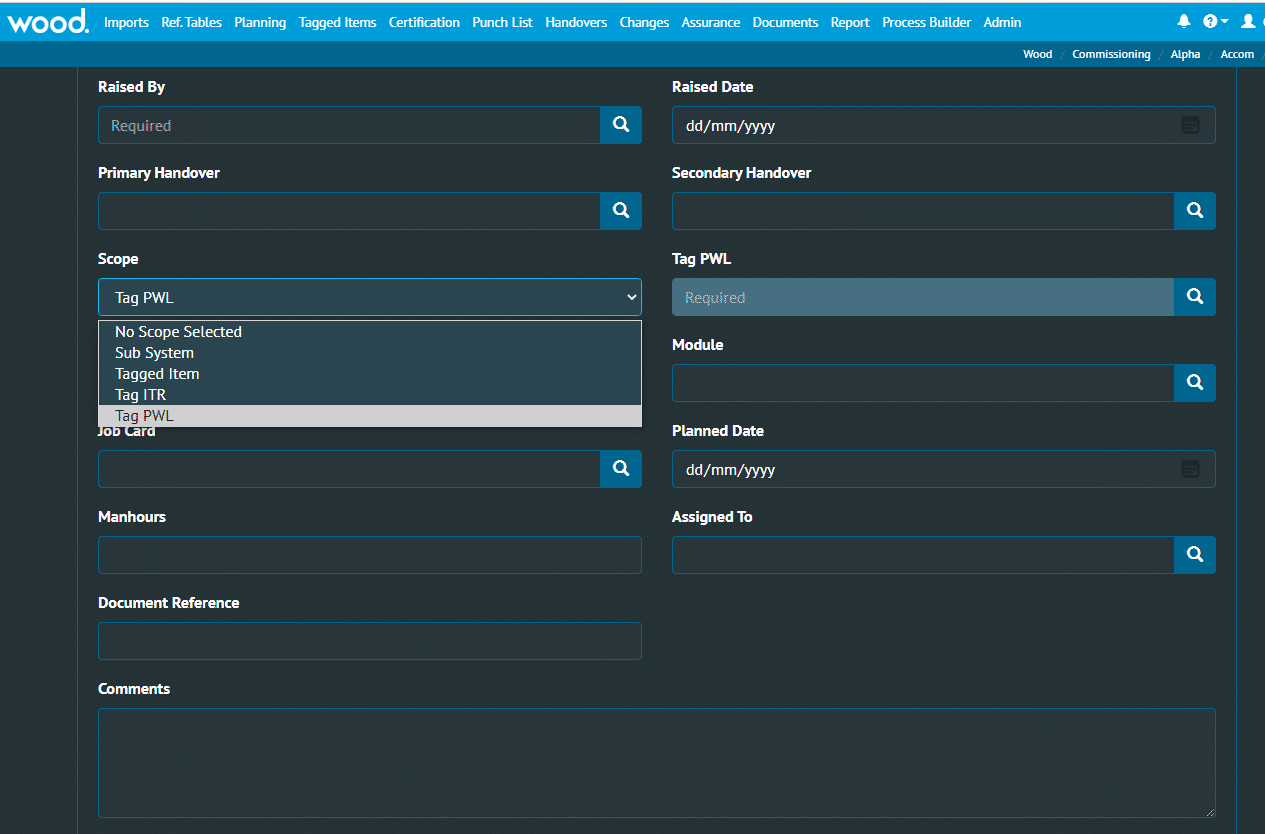 wood. Imports Ref. Tables Planning Tagged Items Certification Punch List Handovers Changes Assurance Documents Report Process Builder Admin
Wood / Commissioning / Alpha / Accom /
Raised By Raised Date
Required dd/mm/yyyy
Primary Handover Secondary Handover
Scope Tag PWL
Tag PWL Required
No Scope Selected
Sub System
Tagged Item
Tag ITR
Tag PWL
Module
Job Card Planned Date
dd/mm/yyyy
Manhours Assigned To
Document Reference
Comments